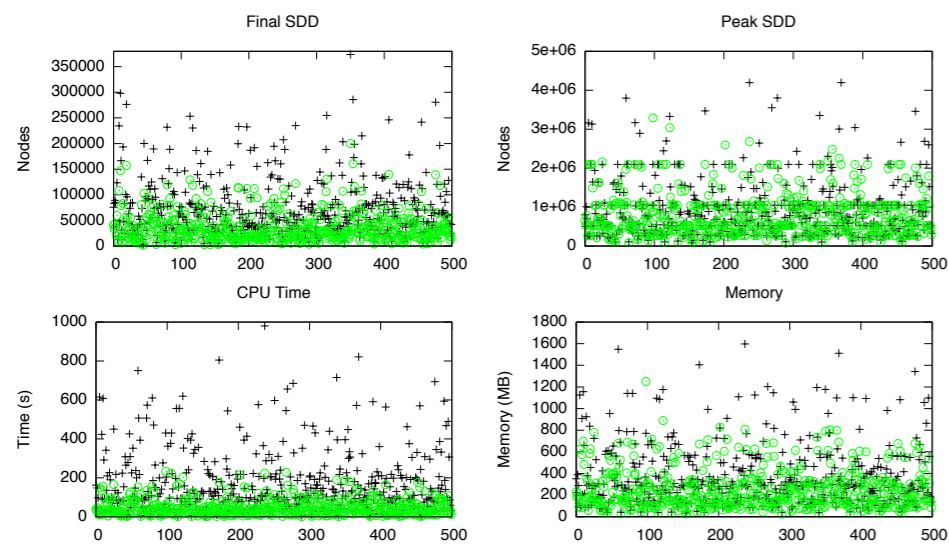 Final SDD
Nodes
350000
300000
250000
200000
150000
100000
50000
0
0 100 200 300 400 500
Peak SDD
Nodes
5e+06
4e+06
3e+06
2e+06
1e+06
0
0 100 200 300 400 500
CPU Time
Time (s)
1000
800
600
400
200
0
0 100 200 300 400 500
Memory
Memory (MB)
1800
1600
1400
1200
1000
800
600
400
200
0
0 100 200 300 400 500